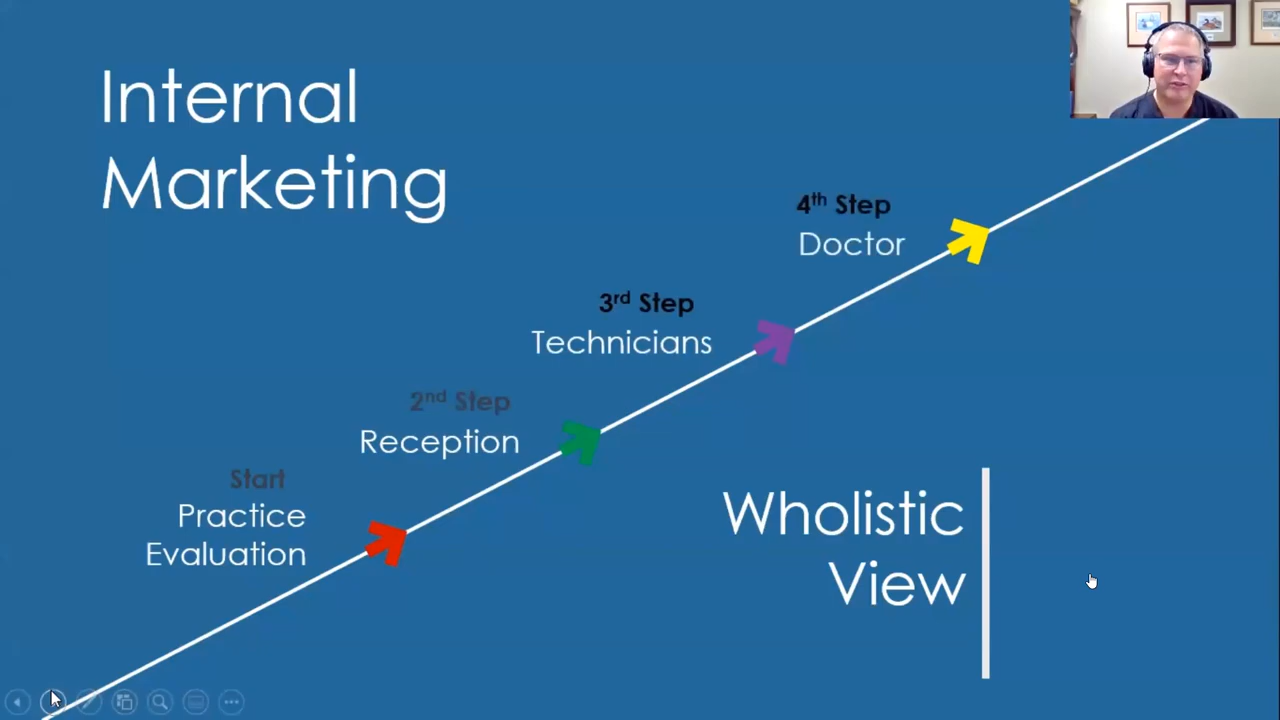 Internal
Marketing
4th Step
Doctor
3rd Step
Technicians
2nd Step
Reception
Start
Practice
Evaluation
Wholistic
View